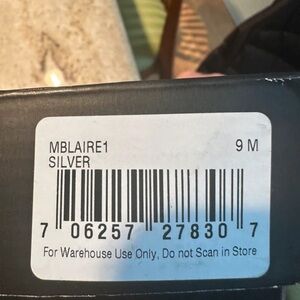 MBLAIRE1 9 M
SILVER
7 06257 27830 7
For Warehouse Use Only, Do not Scan in Store